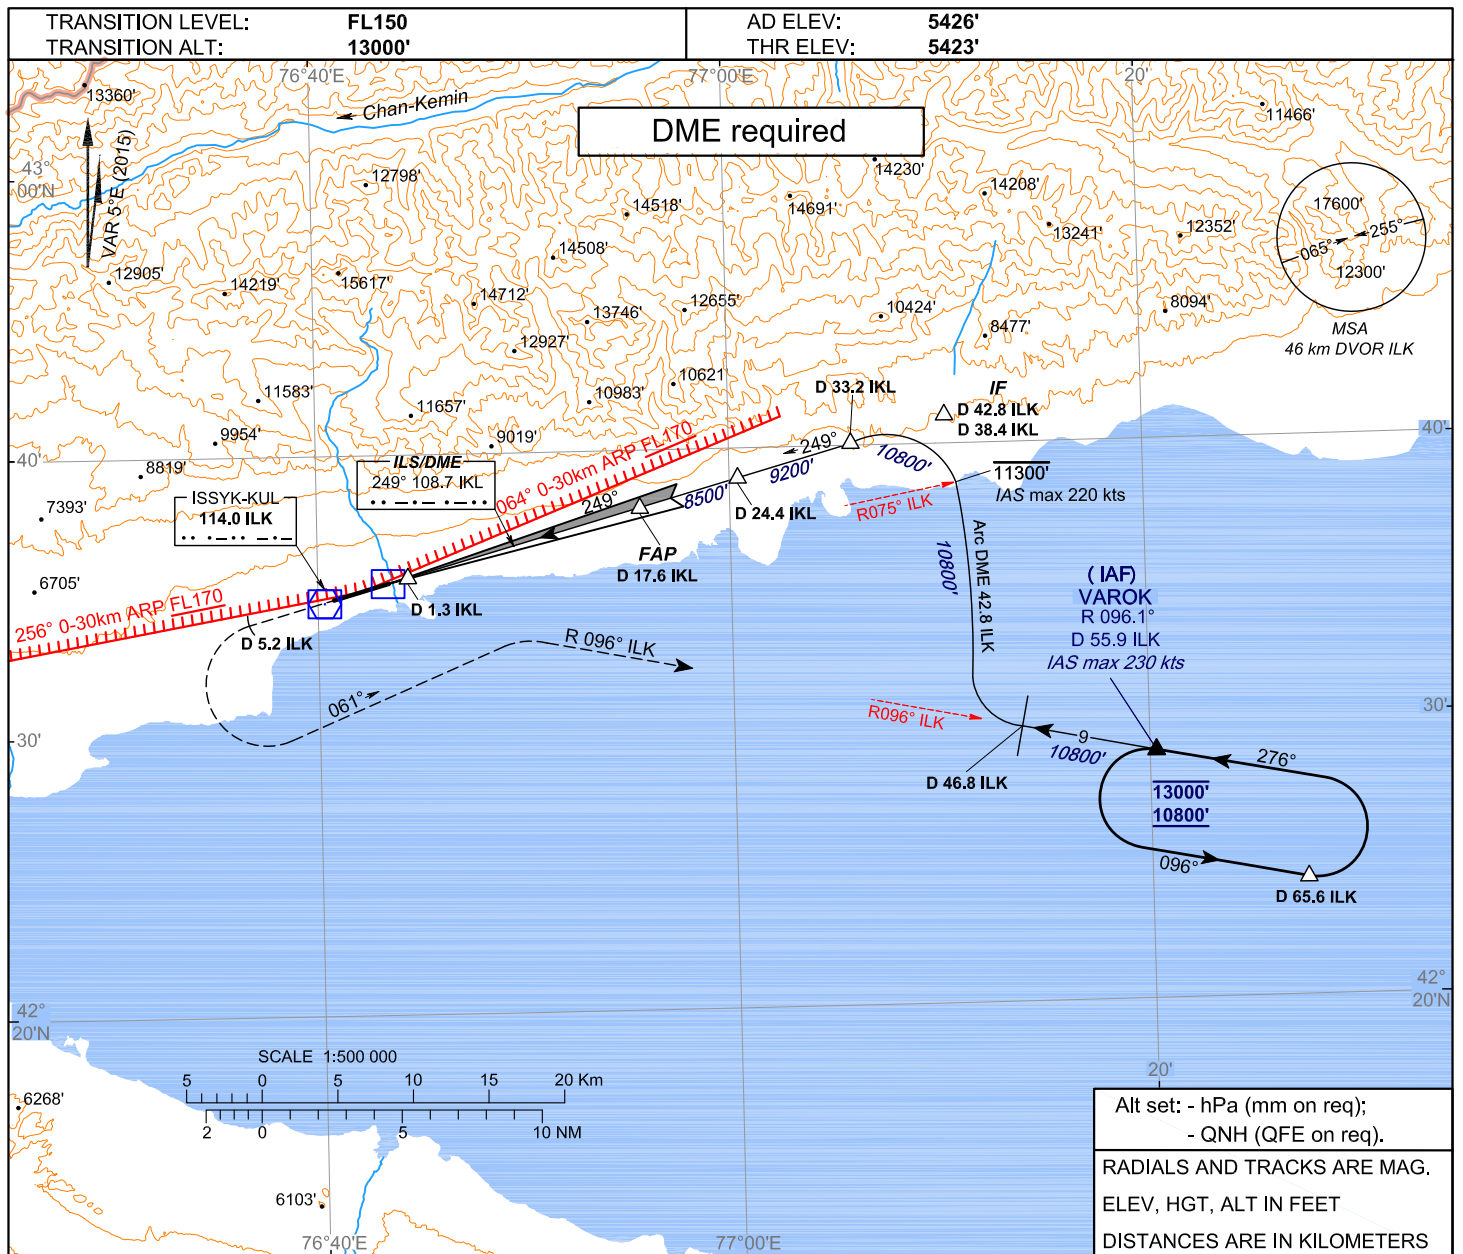 TRANSITION LEVEL: FL150
TRANSITION ALT: 13000'
AD ELEV: 5426'
THR ELEV: 5423'
76°40'E
77°00'E
20'
13360'
Chan-Kemin
DME required
11466'
43°
00'N
VAR 5°E (2015)
12798'
14230'
14208'
14518'
14691'
13241'
12352'
17600'
255°
065°
12300'
14508'
12905'
14219'
15617'
14712'
13746'
12655'
10424'
8094'
8477'
MSA
46 km DVOR ILK
12927'
10621'
11583'
11657'
10983'
D 33.2 IKL
IF
D 42.8 ILK
D 38.4 IKL
9954'
9019'
249°
10800'
40'
40'
8819'
ILS/DME
249° 108.7 IKL
064° 0-30km ARP FL170
9200'
11300'
IAS max 220 kts
7393'
ISSYK-KUL
114.0 ILK
249°
8500'
D 24.4 IKL
R075° ILK
FAP
D 17.6 IKL
Arc DME 42.8 ILK
10800'
6705'
256° 0-30km ARP FL170
D 1.3 IKL
(IAF)
VAROK
R 096.1°
D 55.9 ILK
IAS max 230 kts
D 5.2 ILK
R 096° ILK
061°
R096° ILK
30'
30'
9
10800'
276°
D 46.8 ILK
13000'
10800'
096°
D 65.6 ILK
42°
20'N
42°
20'N
SCALE 1:500 000
5 0 5 10 15 20 Km
2 0 5 10 NM
20'
6268'
6103'
76°40'E
77°00'E
Alt set: - hPa (mm on req);
- QNH (QFE on req).
RADIALS AND TRACKS ARE MAG.
ELEV, HGT, ALT IN FEET
DISTANCES ARE IN KILOMETERS